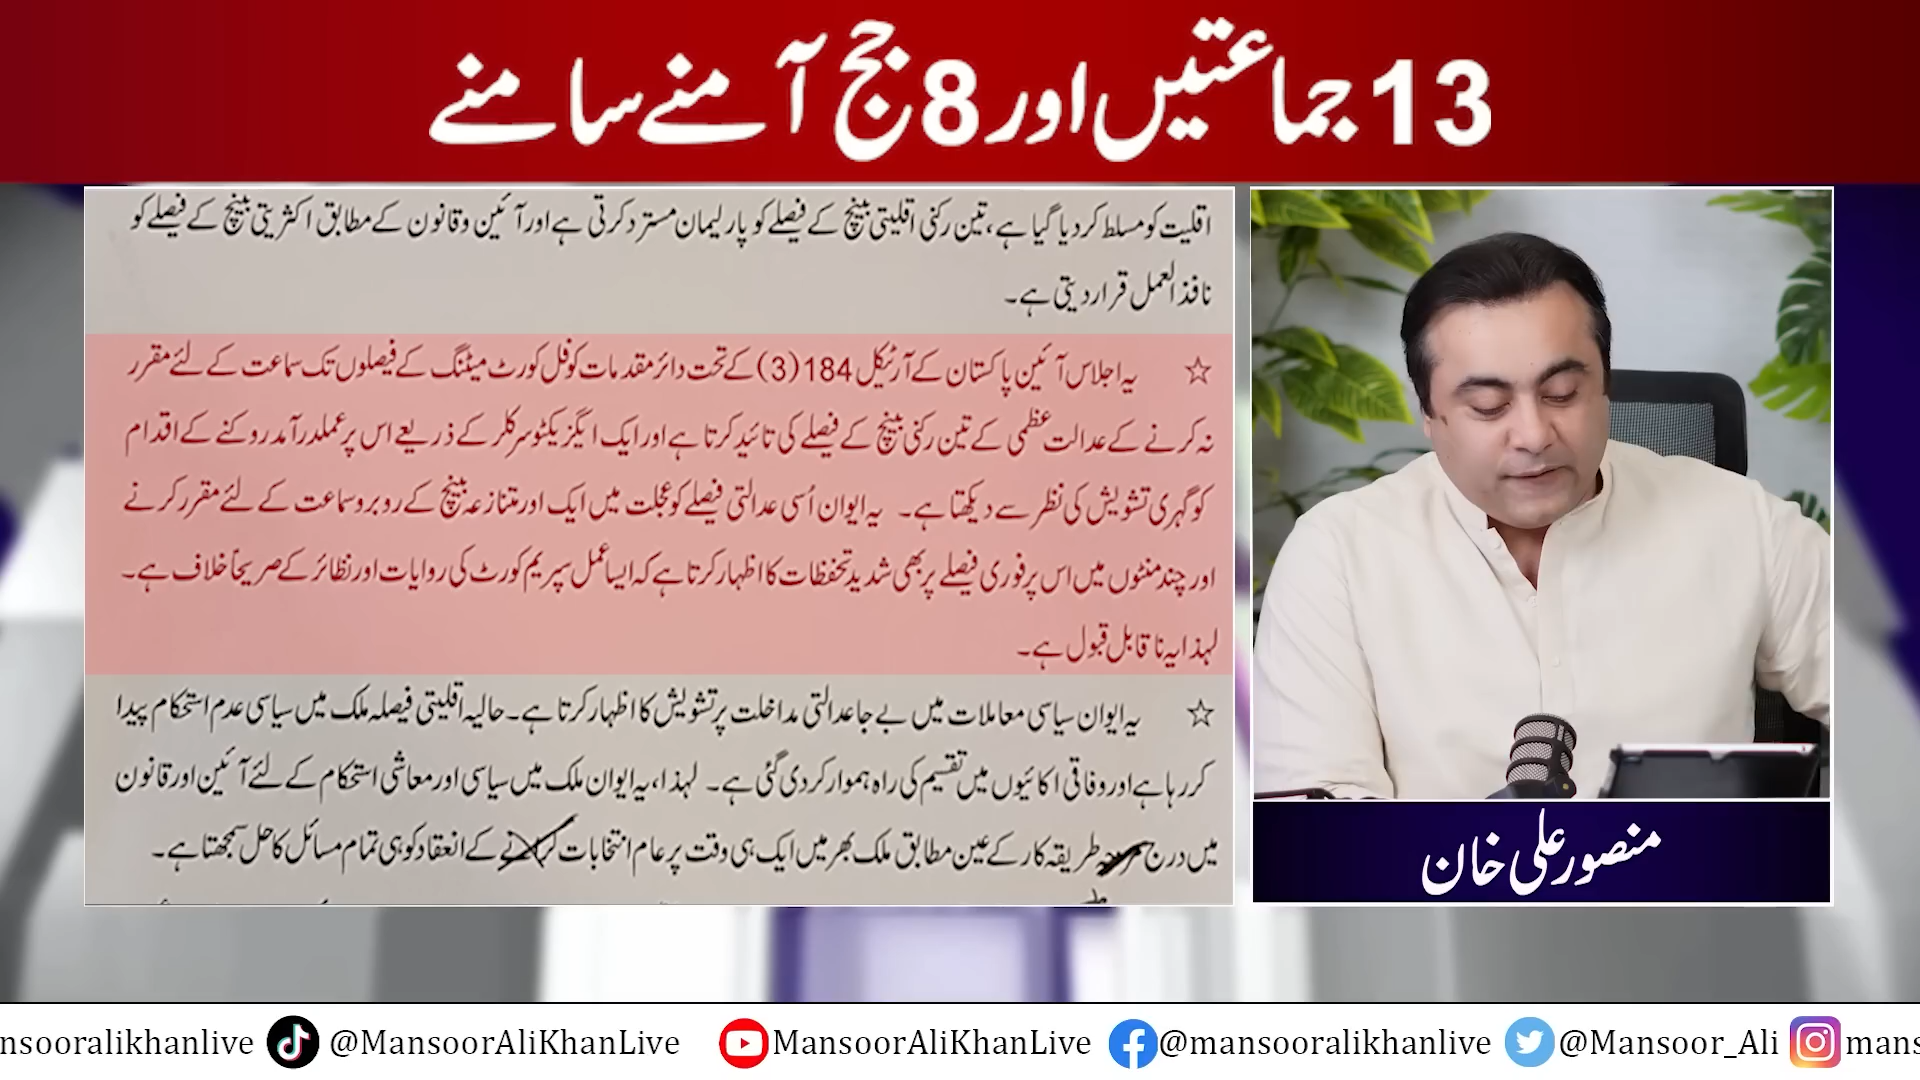 13 جماعتیں اور 8 جج آمنے سامنے
اقلیت کو مسلط کر دیا گیا ہے، تین رکنی اقلیتی بینچ کے فیصلے کو پارلیمان مسترد کرتی ہے اور آئین و قانون کے مطابق اکثریتی بینچ کے فیصلے کو
نافذ العمل قرار دیتی ہے۔
☆ یہ اجلاس آئین پاکستان کے آرٹیکل 184 (3) کے تحت دائر مقدمات کو فل کورٹ میٹنگ کے فیصلوں تک سماعت کے لئے مقرر
نہ کرنے کے عدالت عظمی کے تین رکنی بینچ کے فیصلے کی تائید کرتا ہے اور ایک ایگزیکٹو سرکلر کے ذریعے اس پر عملدرآمد روکنے کے اقدام
کو گہری تشویش کی نظر سے دیکھتا ہے۔ یہ ایوان اُسی عدالتی فیصلے کو عجلت میں ایک اور متنازعہ بینچ کے روبرو سماعت کے لئے مقرر کرنے
اور چند منٹوں میں اس پر فوری فیصلے پر بھی شدید تحفظات کا اظہار کرتا ہے کہ ایسا عمل سپریم کورٹ کی روایات اور نظائر کے صریحاً خلاف ہے۔
لہذا یہ نا قابل قبول ہے۔
☆ یہ ایوان سیاسی معاملات میں بے جا عدالتی مداخلت پر تشویش کا اظہار کرتا ہے۔ حالیہ اقلیتی فیصلہ ملک میں سیاسی عدم استحکام پیدا
کر رہا ہے اور وفاقی اکائیوں میں تقسیم کی راہ ہموار کر دی گئی ہے۔ لہذا، یہ ایوان ملک میں سیاسی اور معاشی استحکام کے لئے آئین اور قانون
میں درج طریقہ کار کے عین مطابق ملک بھر میں ایک ہی وقت پر عام انتخابات کے انعقاد کو ہی تمام مسائل کا حل سمجھتا ہے۔
منصور علی خان
nsooralikhanlive @MansoorAliKhanLive MansoorAliKhanLive @mansooralikhanlive @Mansoor_Ali mans